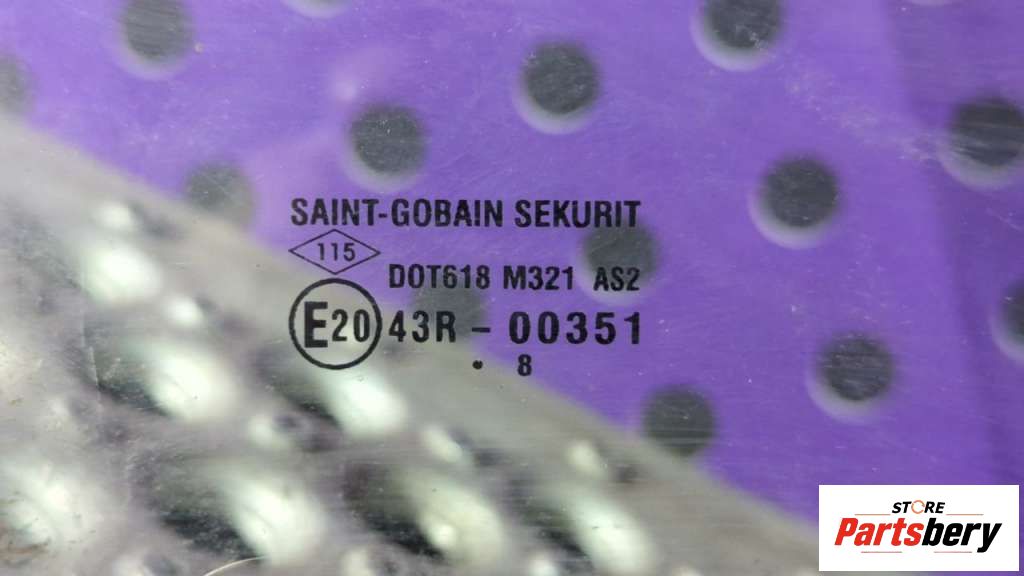 SAINT-GOBAIN SEKURIT
115
DOT618 M321 AS2
E20 43R - 00351
. 8
STORE
Partsbery